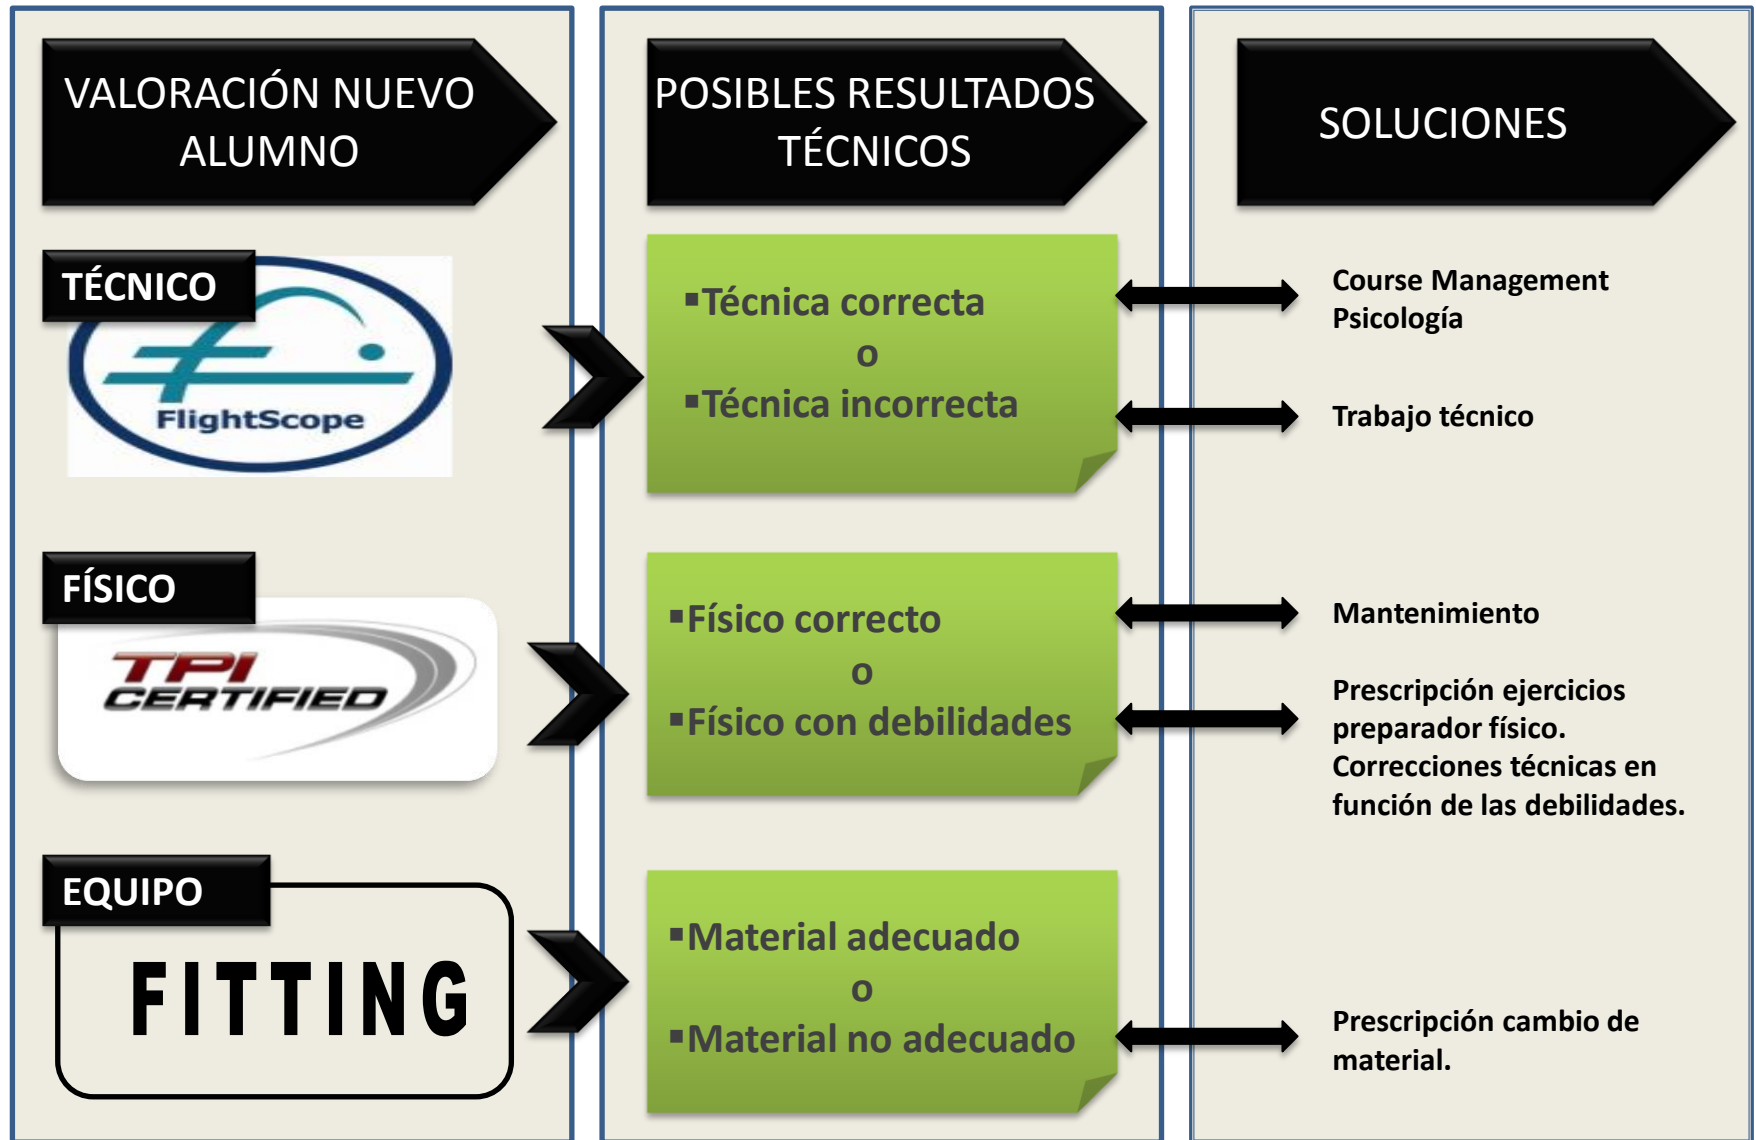 VALORACIÓN NUEVO
ALUMNO
POSIBLES RESULTADOS
TÉCNICOS
SOLUCIONES
TÉCNICO
FlightScope
▪Técnica correcta
o
▪Técnica incorrecta
Course Management
Psicología
Trabajo técnico
FÍSICO
TPI
CERTIFIED
▪Físico correcto
o
▪Físico con debilidades
Mantenimiento
Prescripción ejercicios
preparador físico.
Correcciones técnicas en
función de las debilidades.
EQUIPO
FITTING
▪Material adecuado
o
▪Material no adecuado
Prescripción cambio de
material.